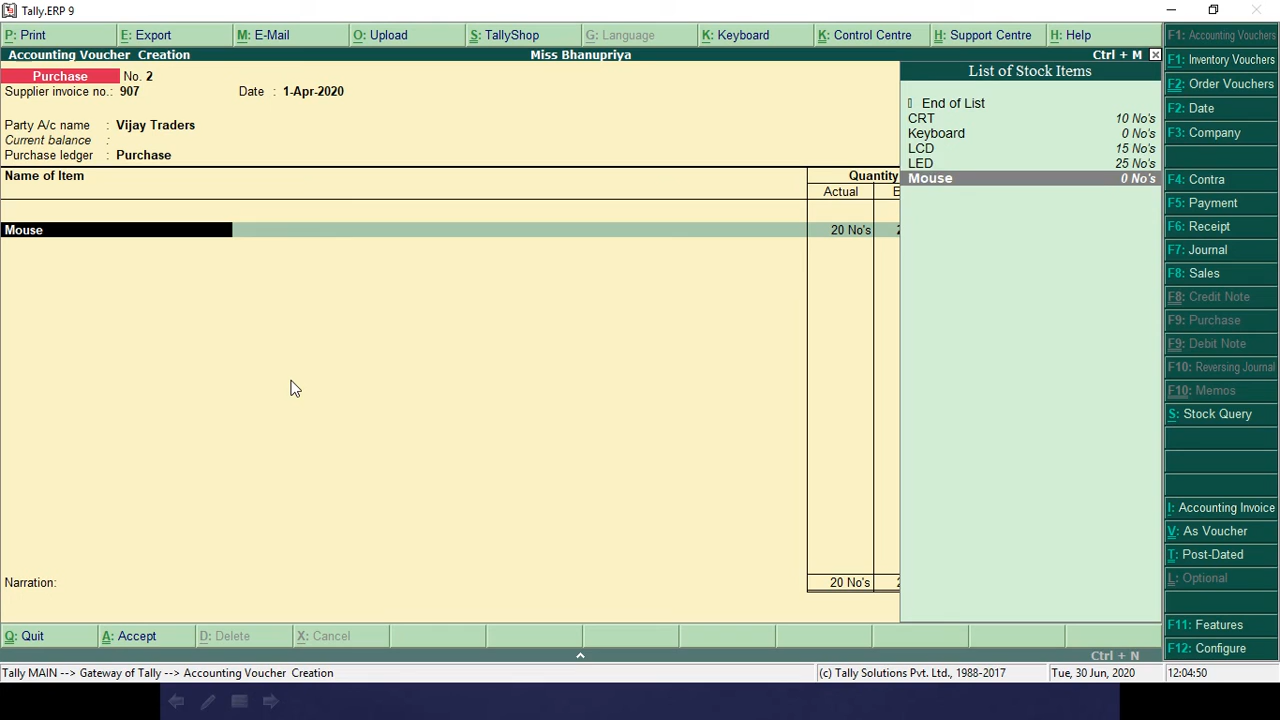 Tally.ERP 9
P: Print E: Export M: E-Mail O: Upload S: TallyShop G: Language K: Keyboard K: Control Centre H: Support Centre H: Help
Accounting Voucher Creation Miss Bhanupriya Ctrl + M
Purchase No. 2
Supplier invoice no.: 907 Date : 1-Apr-2020
Party A/c name : Vijay Traders
Current balance :
Purchase ledger : Purchase
Name of Item Quantity
Actual
Mouse 20 No's
Narration: 20 No's
List of Stock Items
End of List
CRT 10 No's
Keyboard 0 No's
LCD 15 No's
LED 25 No's
Mouse 0 No's
F1: Accounting Vouchers
F1: Inventory Vouchers
F2: Order Vouchers
F2: Date
F3: Company
F4: Contra
F5: Payment
F6: Receipt
F7: Journal
F8: Sales
F8: Credit Note
F9: Purchase
F9: Debit Note
F10: Reversing Journal
F10: Memos
S: Stock Query
I: Accounting Invoice
V: As Voucher
T: Post-Dated
L: Optional
F11: Features
F12: Configure
Q: Quit A: Accept D: Delete X: Cancel
Ctrl + N
Tally MAIN --> Gateway of Tally --> Accounting Voucher Creation (c) Tally Solutions Pvt. Ltd., 1988-2017 Tue, 30 Jun, 2020 12:04:50